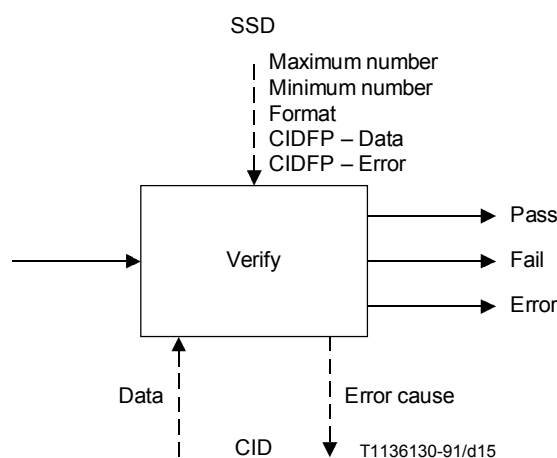 SSD
Maximum number
Minimum number
Format
CIDFP – Data
CIDFP – Error
Pass
Verify
Fail
Error
Data
Error cause
CID
T1136130-91/d15